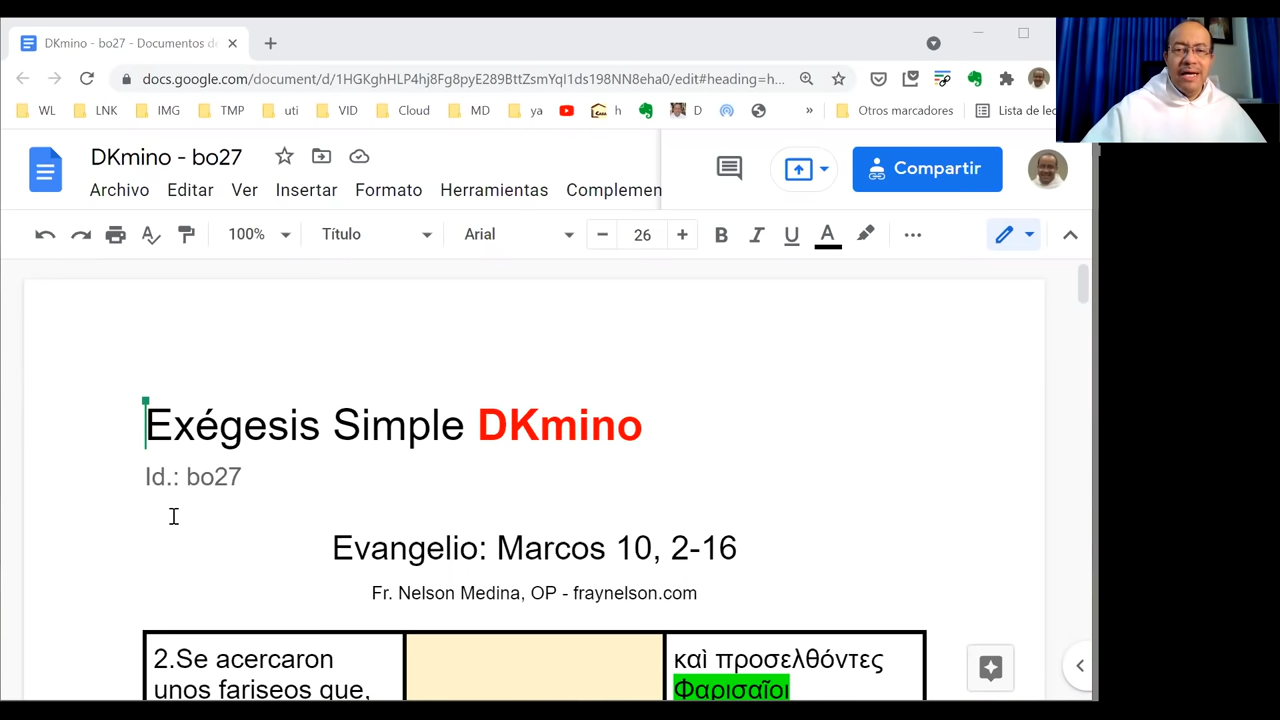 DKmino - bo27 - Documentos de
docs.google.com/document/d/1HGKghHLP4hj8Fg8pyE289BttZsmYqI1ds198NN8eha0/edit#heading=h...
WL LNK IMG TMP uti VID Cloud MD ya h D » Otros marcadores Lista de lec
DKmino - bo27
Compartir
Archivo Editar Ver Insertar Formato Herramientas Complemen
100% Título Arial − 26 + B I U A ...
Exégesis Simple DKmino
Id.: bo27
Evangelio: Marcos 10, 2-16
Fr. Nelson Medina, OP - fraynelson.com
2.Se acercaron
unos fariseos que,
καὶ προσελθόντες
Φαρισαῖοι